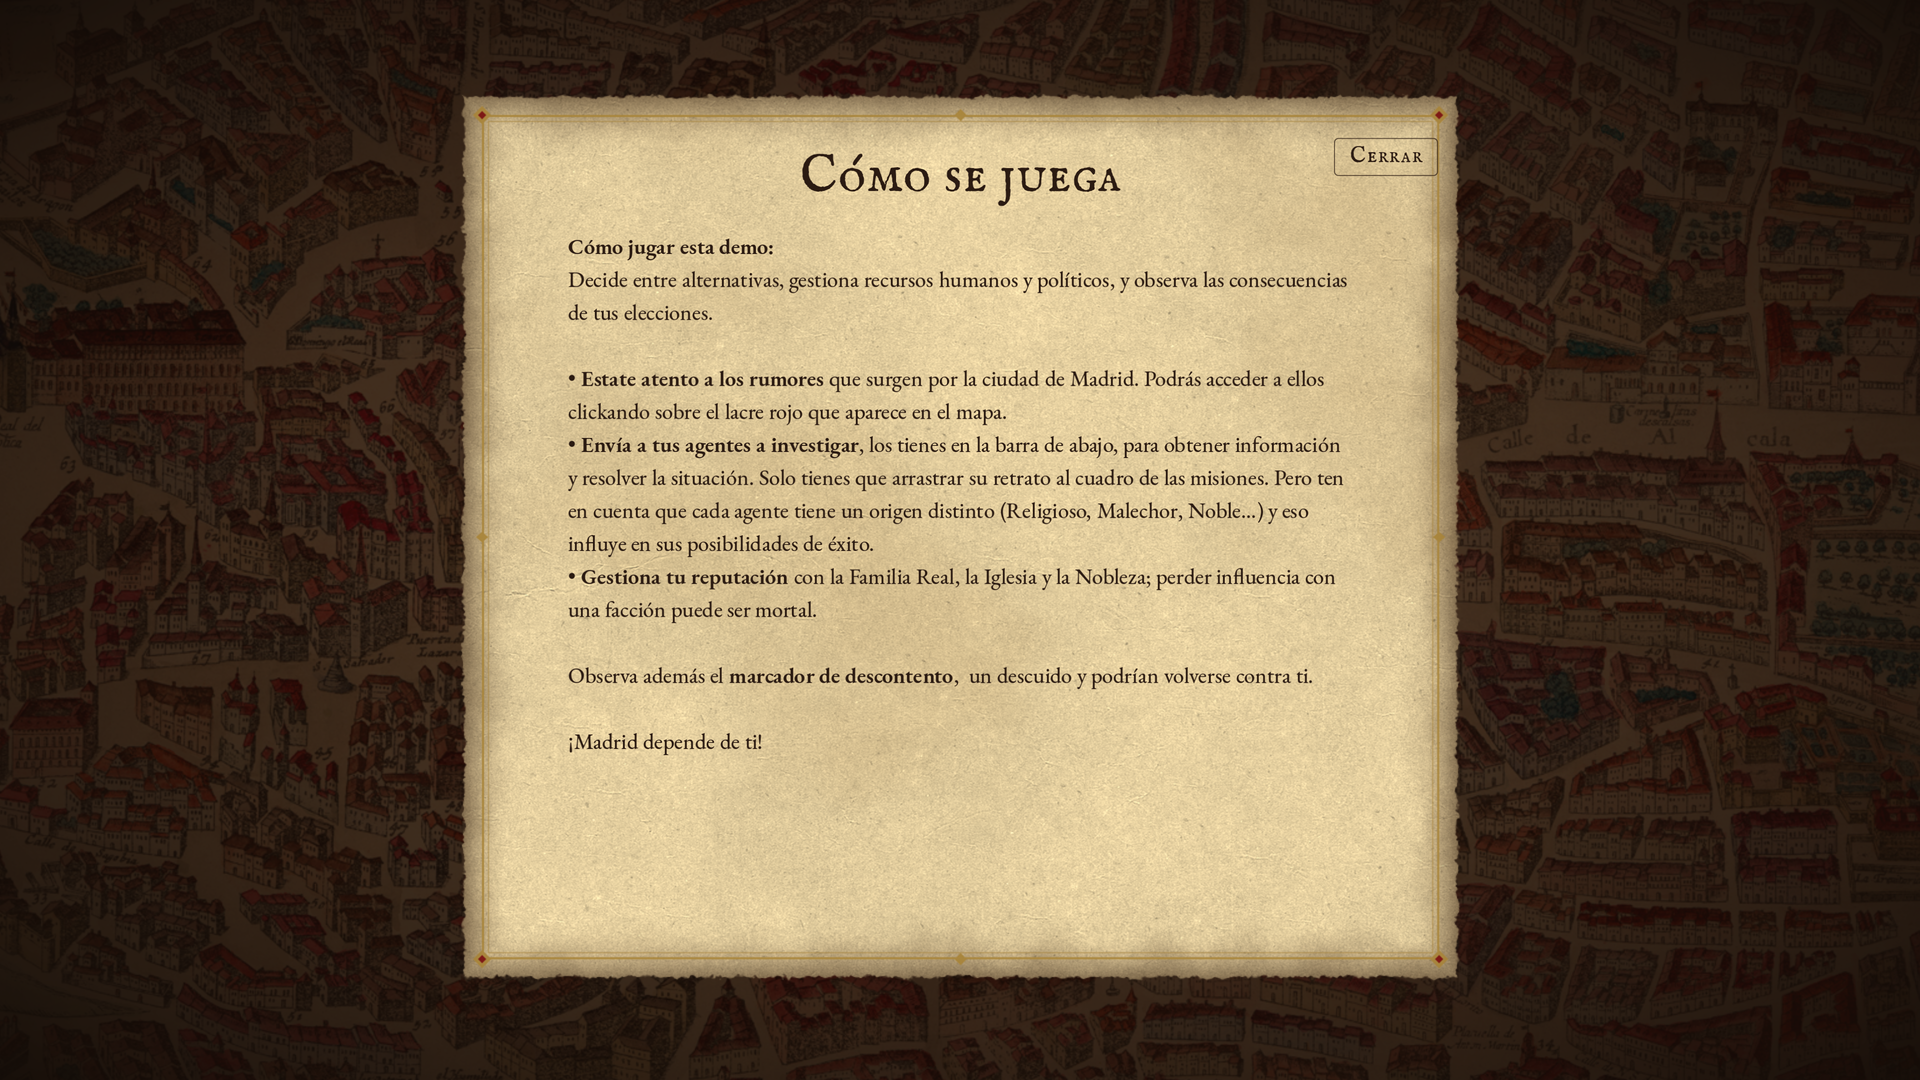 Cómo se juega
Cerrar
Cómo jugar esta demo:
Decide entre alternativas, gestiona recursos humanos y políticos, y observa las consecuencias
de tus elecciones.
• Estate atento a los rumores que surgen por la ciudad de Madrid. Podrás acceder a ellos
clickando sobre el lacre rojo que aparece en el mapa.
• Envía a tus agentes a investigar, los tienes en la barra de abajo, para obtener información
y resolver la situación. Solo tienes que arrastrar su retrato al cuadro de las misiones. Pero ten
en cuenta que cada agente tiene un origen distinto (Religioso, Malechor, Noble...) y eso
influye en sus posibilidades de éxito.
• Gestiona tu reputación con la Familia Real, la Iglesia y la Nobleza; perder influencia con
una facción puede ser mortal.
Observa además el marcador de descontento,  un descuido y podrían volverse contra ti.
¡Madrid depende de ti!
Calle de Al cala